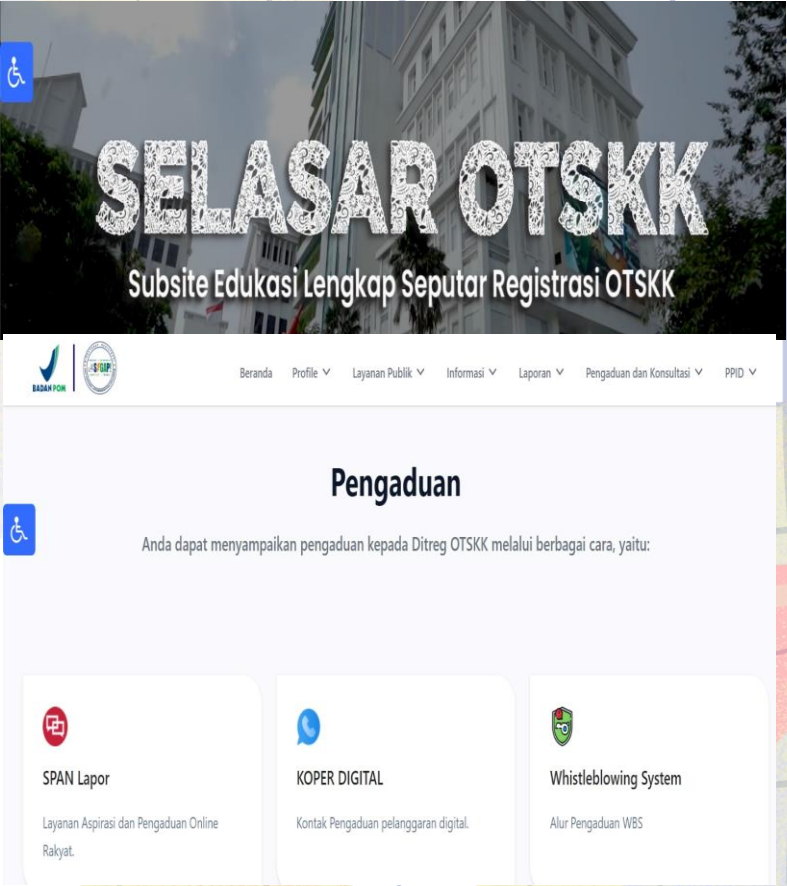 SELASAR OTSKK
Subsite Edukasi Lengkap Seputar Registrasi OTSKK
BADAN POM
SIGAP
Beranda Profile Layanan Publik Informasi Laporan Pengaduan dan Konsultasi PPID
Pengaduan
Anda dapat menyampaikan pengaduan kepada Ditreg OTSKK melalui berbagai cara, yaitu:
SPAN Lapor
KOPER DIGITAL
Whistleblowing System
Layanan Aspirasi dan Pengaduan Online
Rakyat.
Kontak Pengaduan pelanggaran digital.
Alur Pengaduan WBS